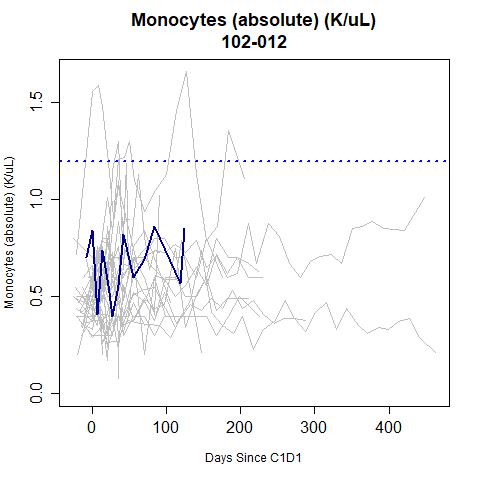 Monocytes (absolute) (K/uL)
102-012
Monocytes (absolute) (K/uL)
1.5
1.0
0.5
0.0
0 100 200 300 400
Days Since C1D1